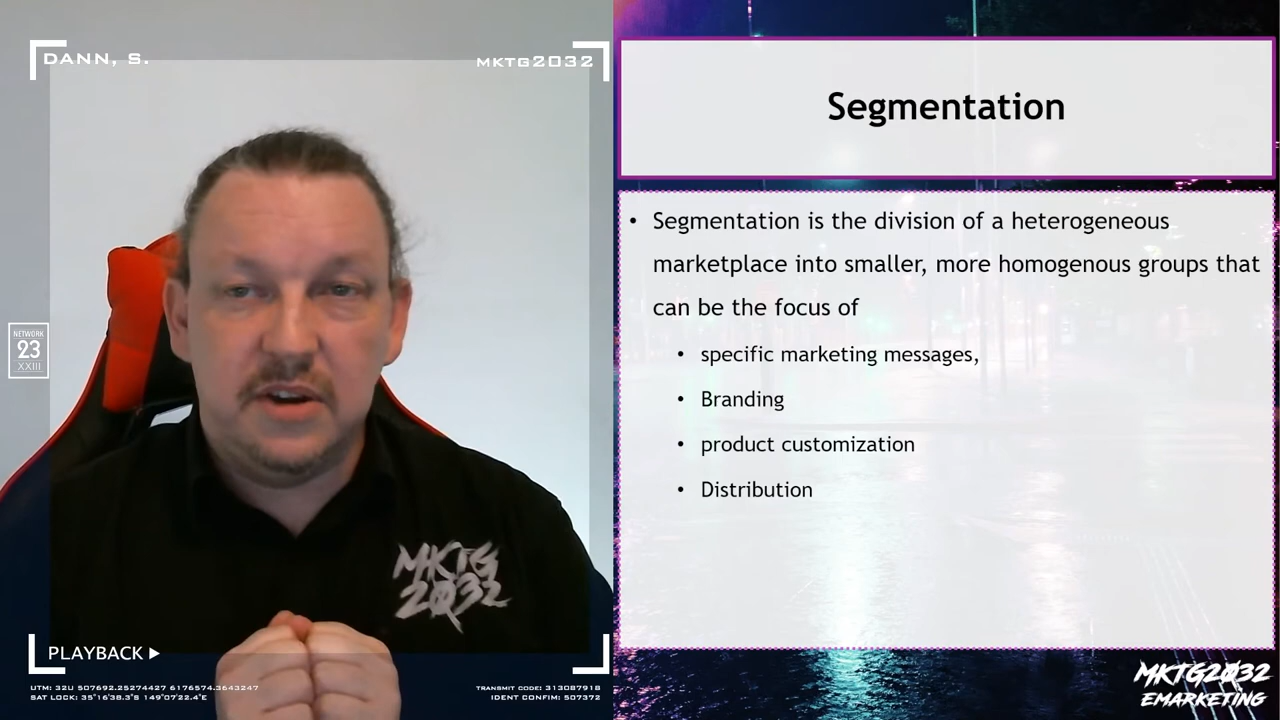 DANN, S.
MKTG2032
NETWORK
23
XXIII
MKTG
2032
PLAYBACK
UTM: 32U 507692.25274427 6176574.3643247
SAT LOCK: 35°16'38.3"S 149°07'22.4"E
TRANSMIT CODE: 313087918
IDENT CONFIM: 507372
Segmentation
• Segmentation is the division of a heterogeneous
marketplace into smaller, more homogenous groups that
can be the focus of
• specific marketing messages,
• Branding
• product customization
• Distribution
MKTG2032
EMARKETING